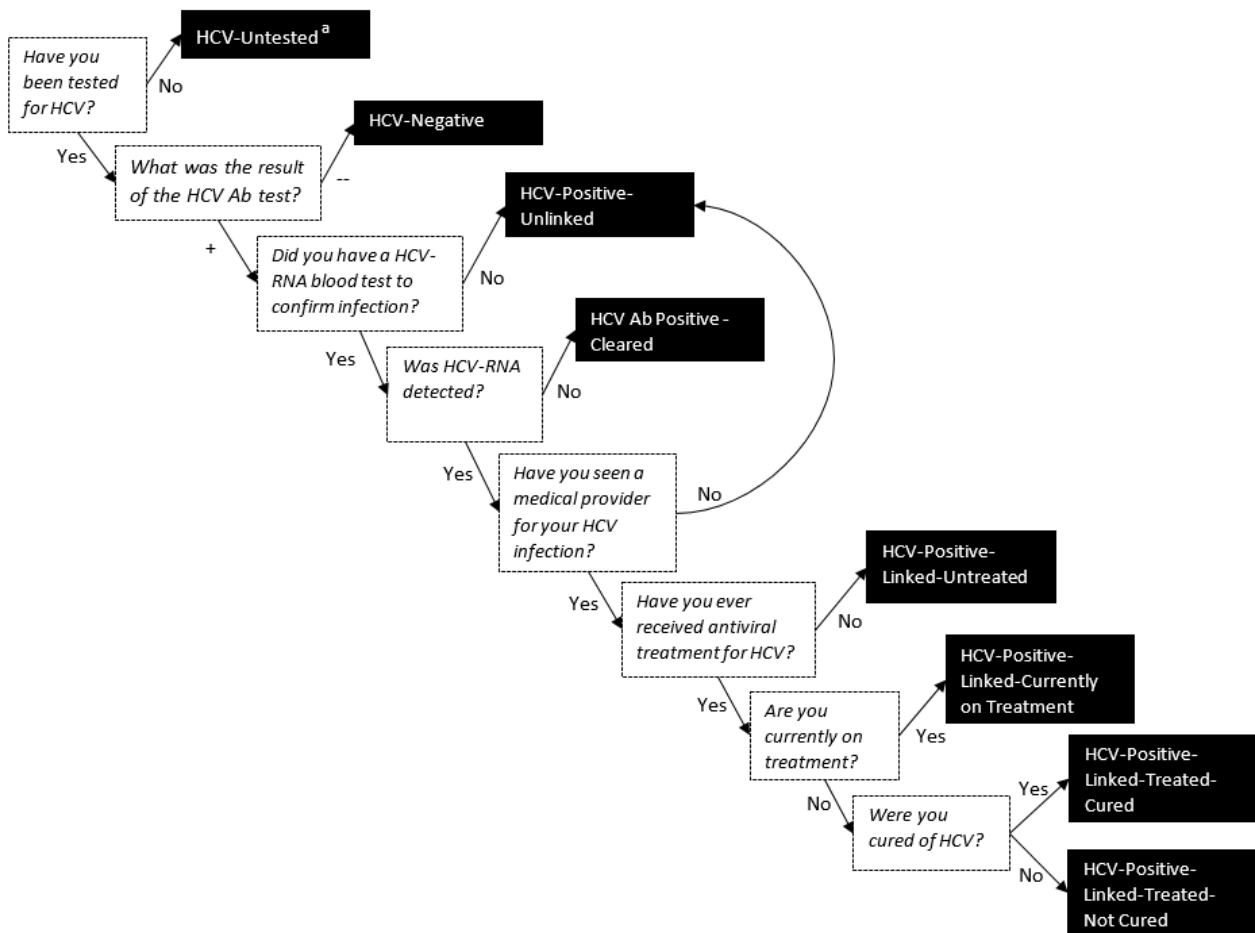 Have you
been tested
for HCV?
HCV-Untested a
No
Yes
What was the result
of the HCV Ab test?
HCV-Negative
--
+
Did you have a HCV-
RNA blood test to
confirm infection?
HCV-Positive-
Unlinked
No
Yes
Was HCV-RNA
detected?
HCV Ab Positive -
Cleared
No
Yes
Have you seen a
medical provider
for your HCV
infection?
No
Yes
Have you ever
received antiviral
treatment for HCV?
HCV-Positive-
Linked-Untreated
No
Yes
Are you
currently on
treatment?
HCV-Positive-
Linked-Currently
on Treatment
Yes
No
Were you
cured of HCV?
Yes
HCV-Positive-
Linked-Treated-
Cured
No
HCV-Positive-
Linked-Treated-
Not Cured